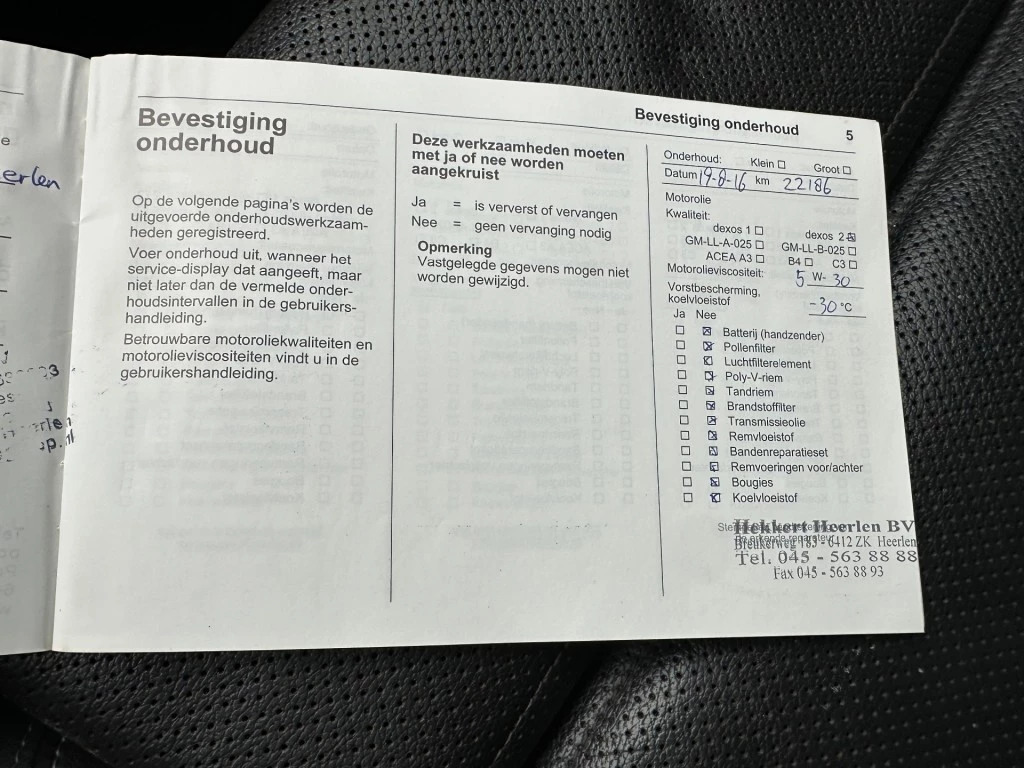 e
erlen
Bevestiging onderhoud 5
Bevestiging
onderhoud
Op de volgende pagina's worden de
uitgevoerde onderhoudswerkzaam-
heden geregistreerd.
Voer onderhoud uit, wanneer het
service-display dat aangeeft, maar
niet later dan de vermelde onder-
houdsintervallen in de gebruikers-
handleiding.
Betrouwbare motoroliekwaliteiten en
motorolieviscositeiten vindt u in de
gebruikershandleiding.
Deze werkzaamheden moeten
met ja of nee worden
aangekruist
Ja = is ververst of vervangen
Nee = geen vervanging nodig
Opmerking
Vastgelegde gegevens mogen niet
worden gewijzigd.
Onderhoud: Klein ☐ Groot ☐
Datum 19-8-16 km 22186
Motorolie
Kwaliteit:
dexos 1 ☐ dexos 2 ☒
GM-LL-A-025 ☐ GM-LL-B-025 ☐
ACEA A3 ☐ B4 ☐ C3 ☐
Motorolieviscositeit: 5 W- 30
Vorstbescherming,
koelvloeistof -30 °C
Ja Nee
☐ ☒ Batterij (handzender)
☐ ☒ Pollenfilter
☐ ☒ Luchtfilterelement
☐ ☒ Poly-V-riem
☐ ☒ Tandriem
☐ ☒ Brandstoffilter
☐ ☒ Transmissieolie
☐ ☒ Remvloeistof
☐ ☒ Bandenreparatieset
☐ ☒ Remvoeringen voor/achter
☐ ☒ Bougies
☐ ☒ Koelvloeistof
Hekkert Heerlen BV
Breukerweg 183 - 6412 ZK Heerlen
Tel. 045 - 563 88 88
Fax 045 - 563 88 93